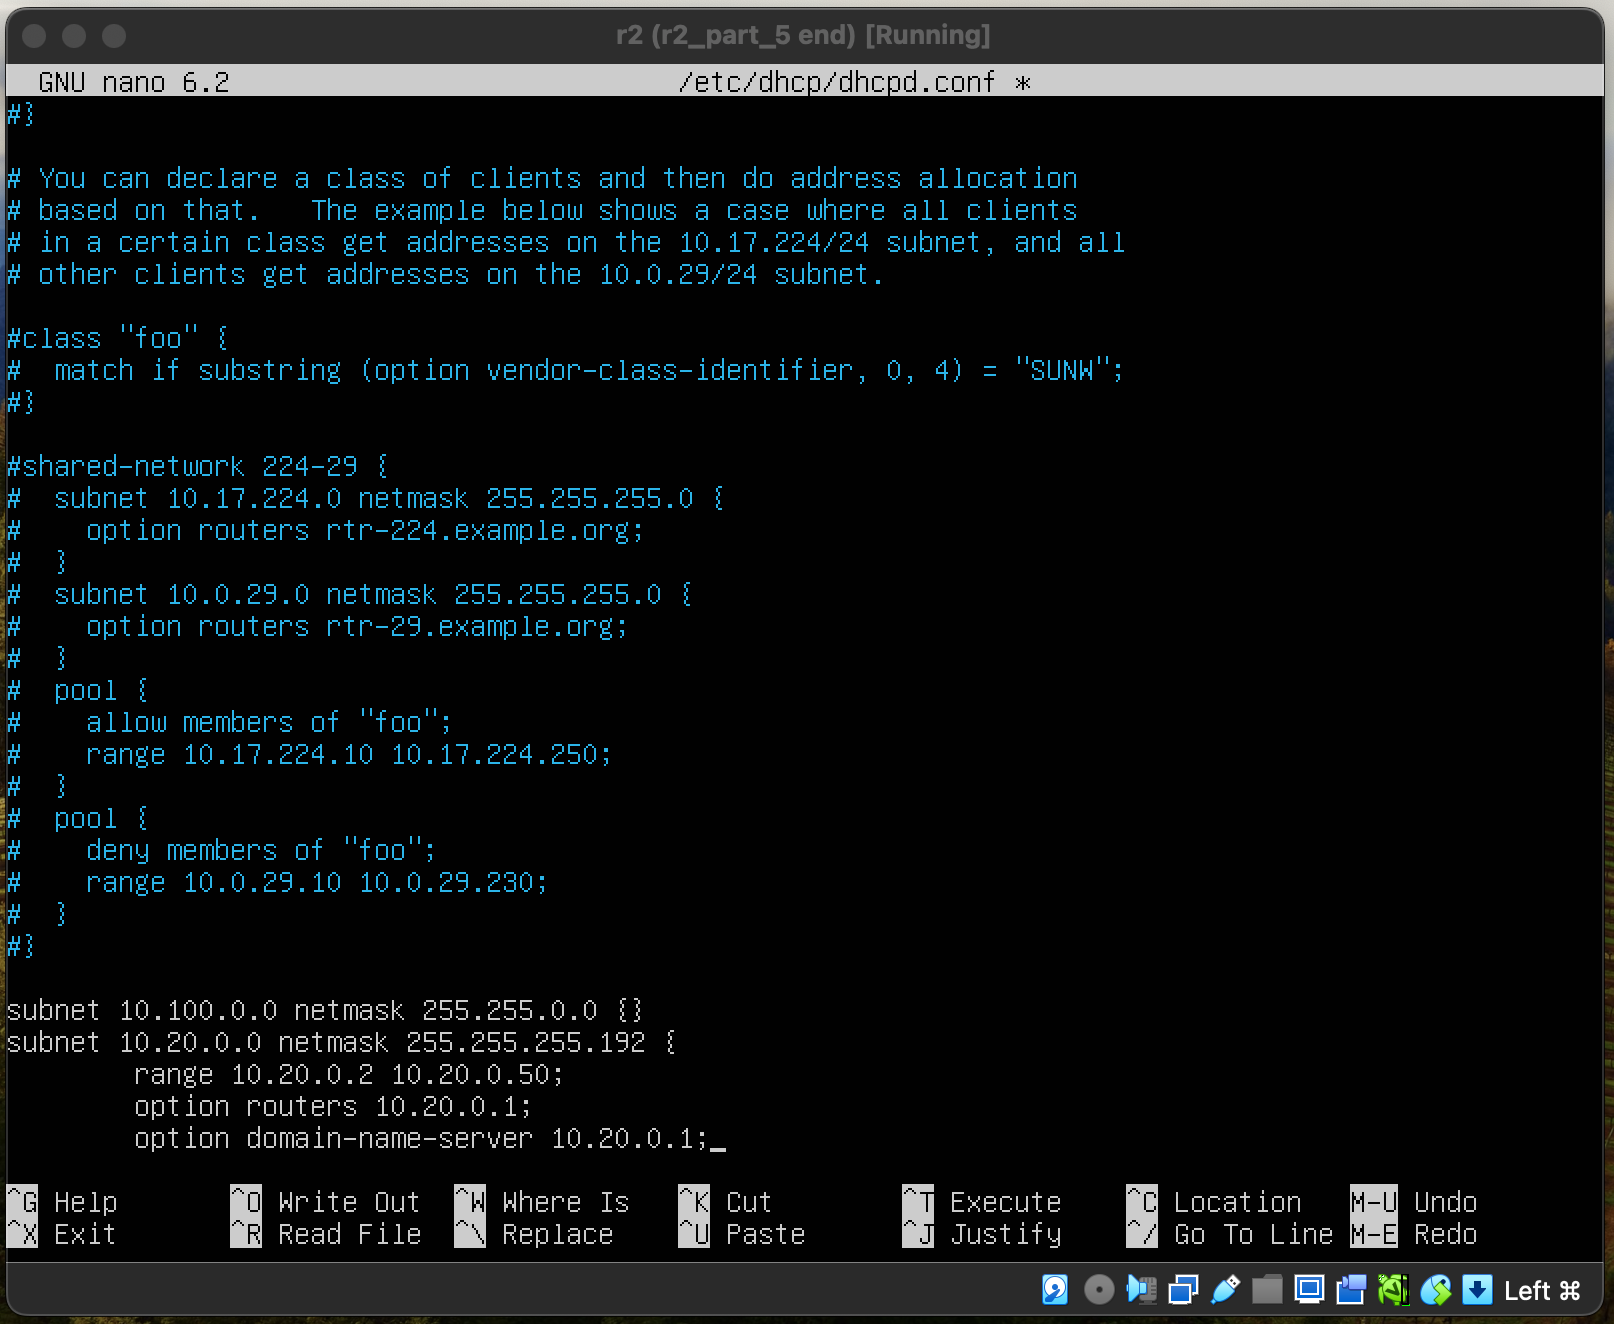 r2 (r2_part_5 end) [Running]
GNU nano 6.2 /etc/dhcp/dhcpd.conf *
#}
# You can declare a class of clients and then do address allocation
# based on that.   The example below shows a case where all clients
# in a certain class get addresses on the 10.17.224/24 subnet, and all
# other clients get addresses on the 10.0.29/24 subnet.
#class "foo" {
#  match if substring (option vendor-class-identifier, 0, 4) = "SUNW";
#}
#shared-network 224-29 {
#  subnet 10.17.224.0 netmask 255.255.255.0 {
#    option routers rtr-224.example.org;
#  }
#  subnet 10.0.29.0 netmask 255.255.255.0 {
#    option routers rtr-29.example.org;
#  }
#  pool {
#    allow members of "foo";
#    range 10.17.224.10 10.17.224.250;
#  }
#  pool {
#    deny members of "foo";
#    range 10.0.29.10 10.0.29.230;
#  }
#}
subnet 10.100.0.0 netmask 255.255.0.0 {}
subnet 10.20.0.0 netmask 255.255.255.192 {
        range 10.20.0.2 10.20.0.50;
        option routers 10.20.0.1;
        option domain-name-server 10.20.0.1;_
^G Help ^O Write Out ^W Where Is ^K Cut ^T Execute ^C Location M-U Undo
^X Exit ^R Read File ^\ Replace ^U Paste ^J Justify ^/ Go To Line M-E Redo
Left ⌘